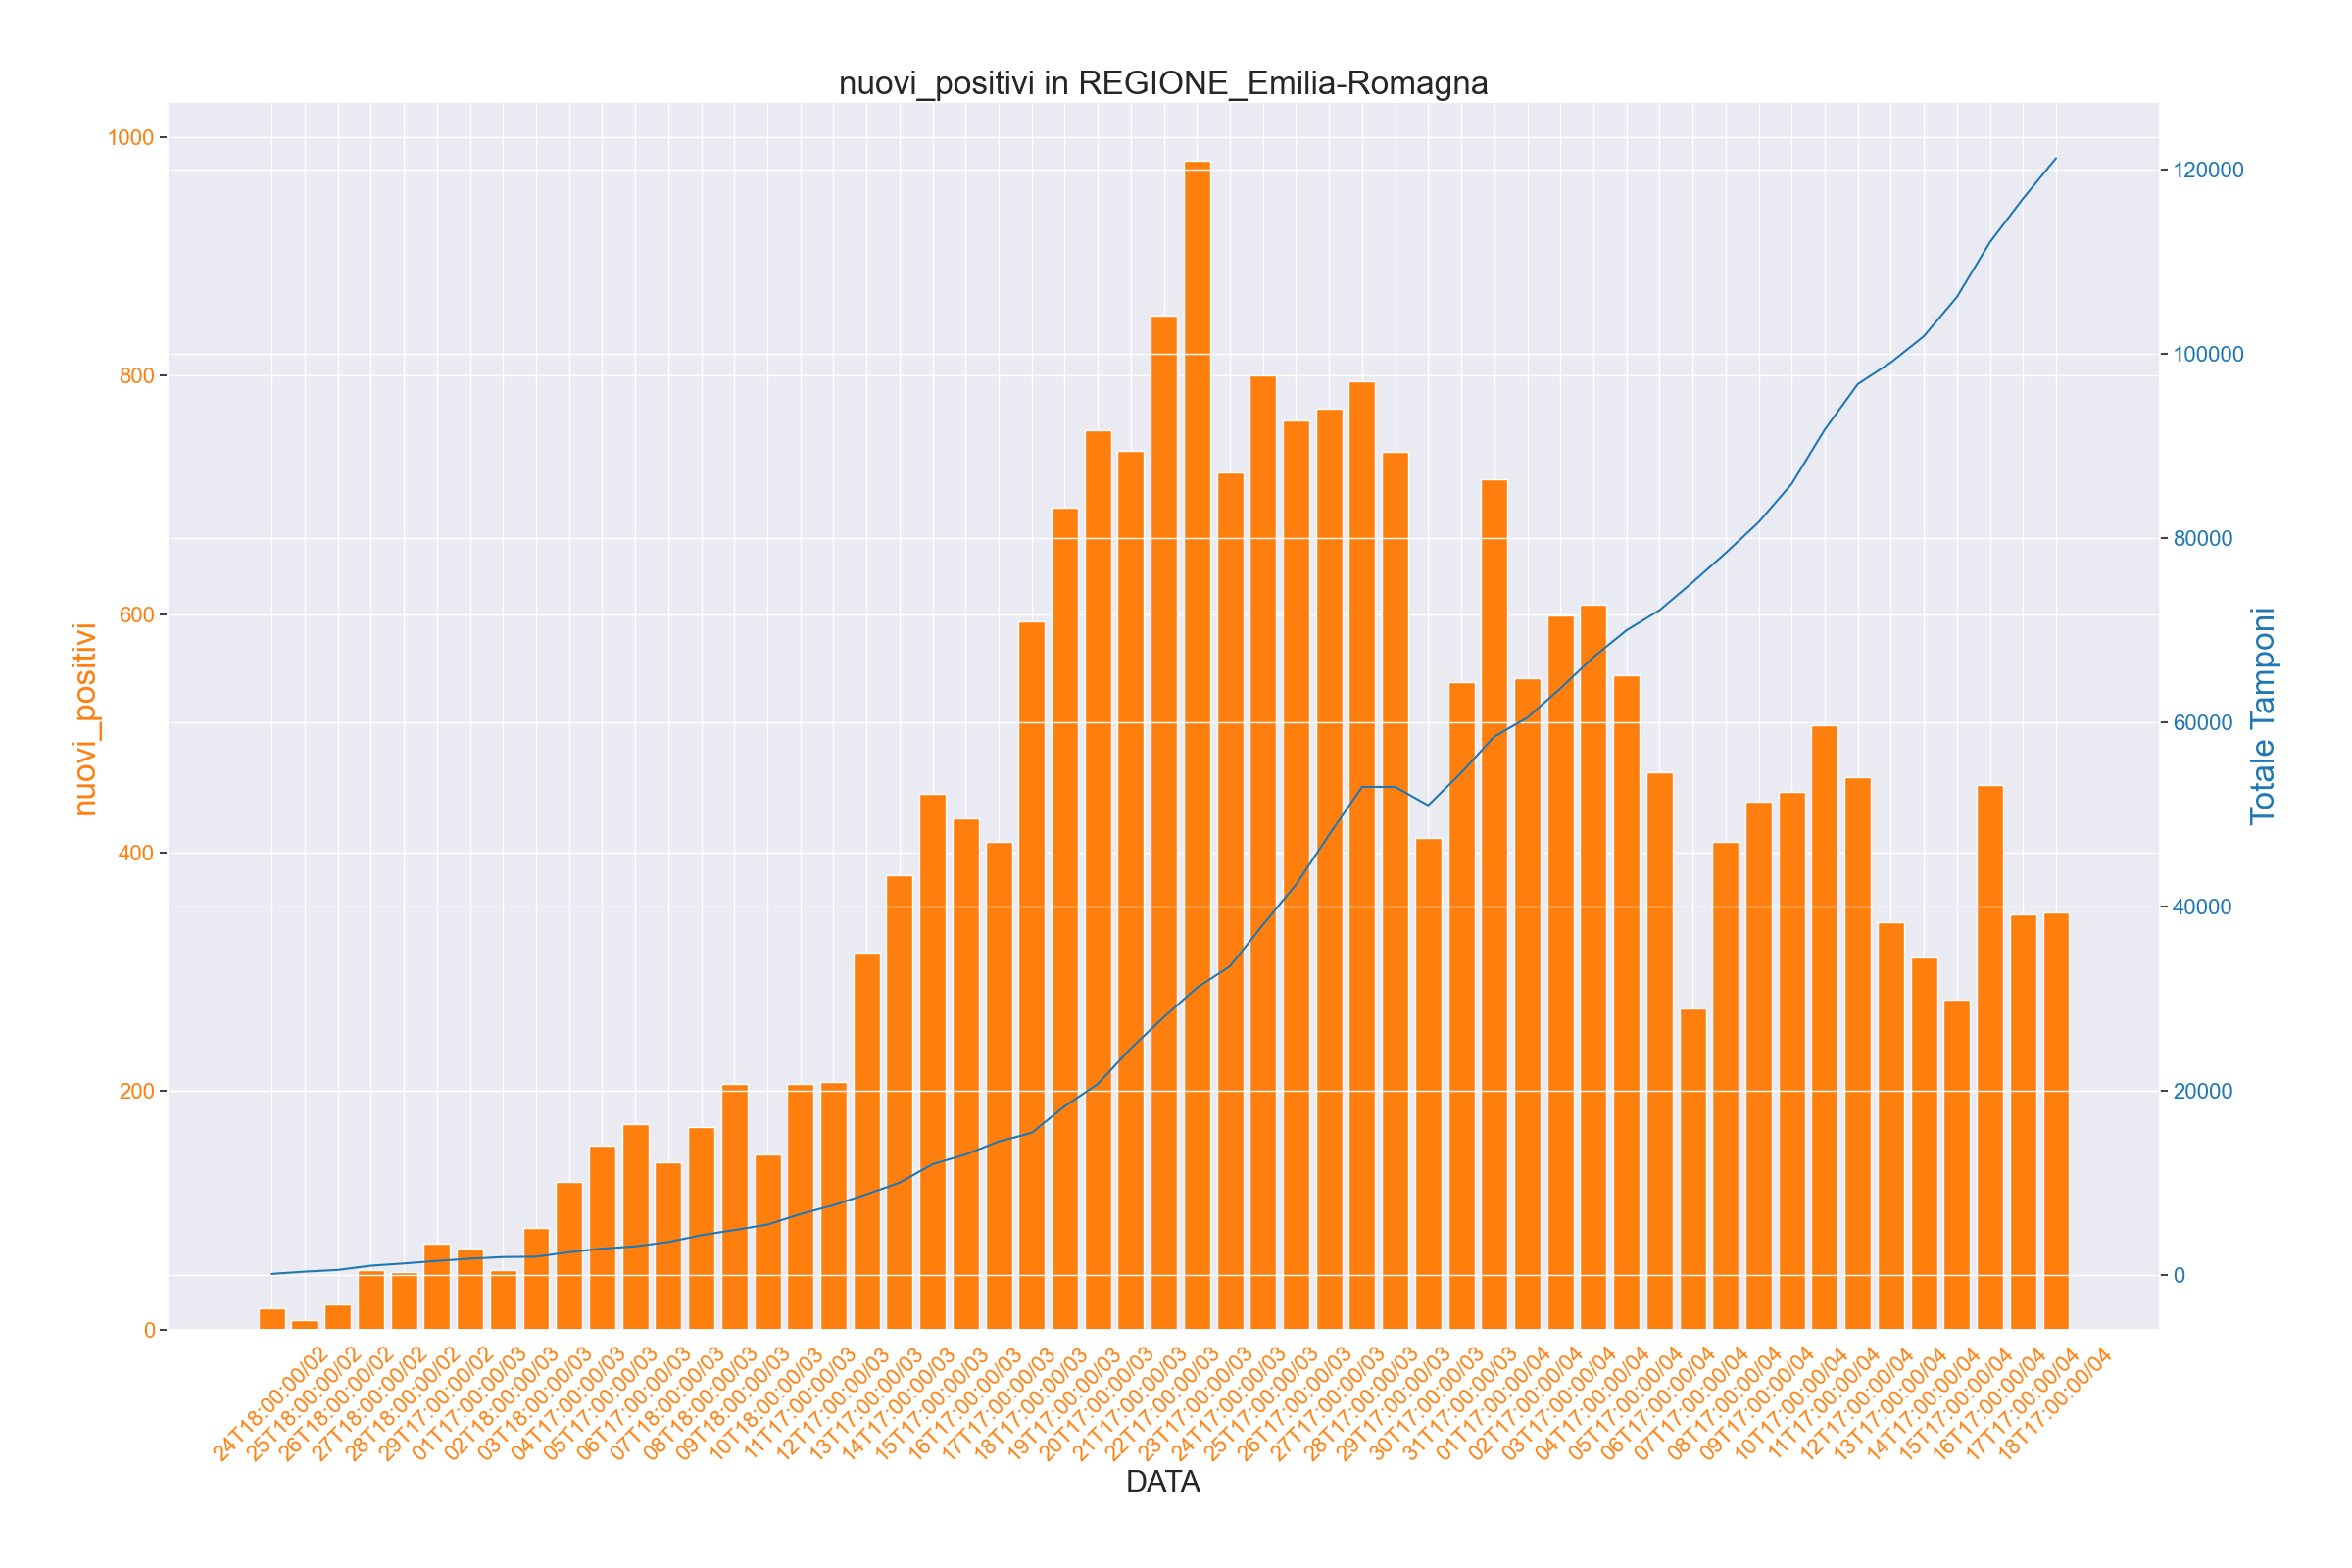 nuovi_positivi in REGIONE_Emilia-Romagna
1000
800
600
400
200
0
nuovi_positivi
120000
100000
80000
60000
40000
20000
0
Totale Tamponi
24T18:00:00/02
25T18:00:00/02
26T18:00:00/02
27T18:00:00/02
28T18:00:00/02
29T17:00:00/02
01T17:00:00/03
02T18:00:00/03
03T18:00:00/03
04T17:00:00/03
05T17:00:00/03
06T17:00:00/03
07T18:00:00/03
08T18:00:00/03
09T18:00:00/03
10T18:00:00/03
11T17:00:00/03
12T17:00:00/03
13T17:00:00/03
14T17:00:00/03
15T17:00:00/03
16T17:00:00/03
17T17:00:00/03
18T17:00:00/03
19T17:00:00/03
20T17:00:00/03
21T17:00:00/03
22T17:00:00/03
23T17:00:00/03
24T17:00:00/03
25T17:00:00/03
26T17:00:00/03
27T17:00:00/03
28T17:00:00/03
29T17:00:00/03
30T17:00:00/03
31T17:00:00/03
01T17:00:00/04
02T17:00:00/04
03T17:00:00/04
04T17:00:00/04
05T17:00:00/04
06T17:00:00/04
07T17:00:00/04
08T17:00:00/04
09T17:00:00/04
10T17:00:00/04
11T17:00:00/04
12T17:00:00/04
13T17:00:00/04
14T17:00:00/04
15T17:00:00/04
16T17:00:00/04
17T17:00:00/04
18T17:00:00/04
DATA